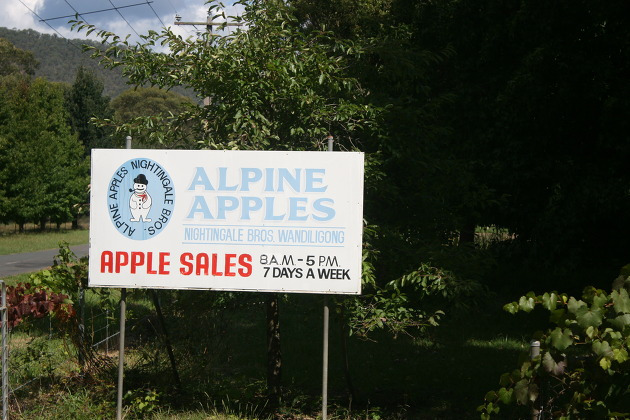 ALPINE APPLES NIGHTINGALE BROS.
ALPINE
APPLES
NIGHTINGALE BROS. WANDILIGONG
APPLE SALES 8 A.M.- 5 P.M.
7 DAYS A WEEK